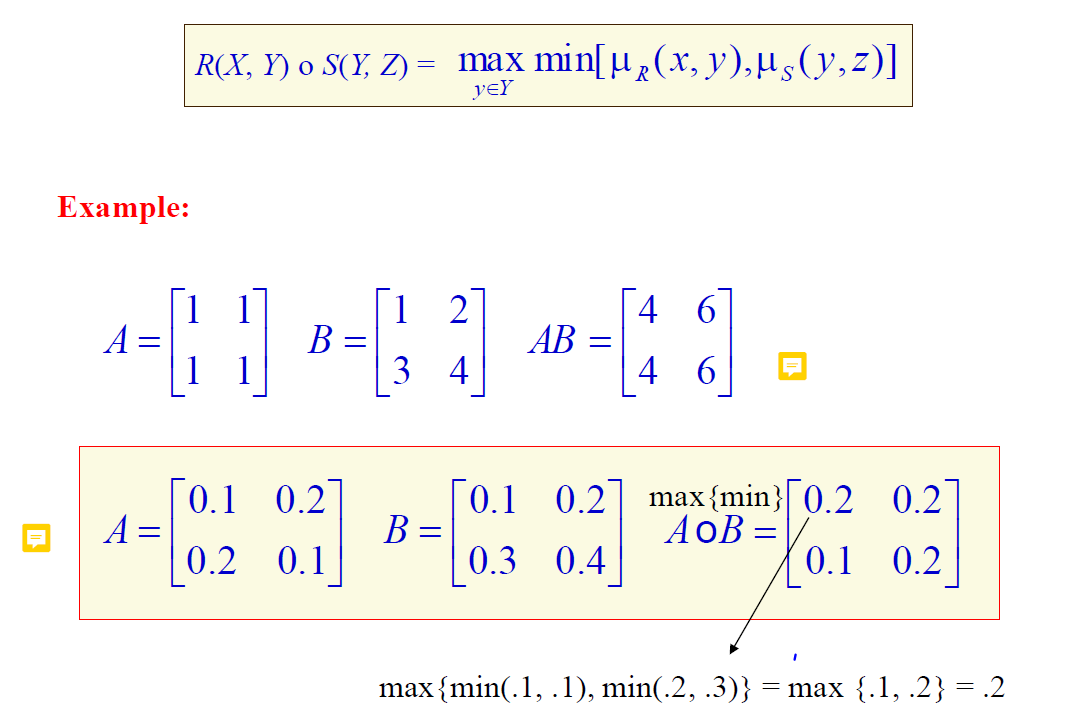 R(X, Y) o S(Y, Z) = max min[μ_R(x, y),μ_S(y,z)]
y∈Y
Example:
A = [1 1; 1 1] B = [1 2; 3 4] AB = [4 6; 4 6]
max{min}
A o B = [0.2 0.2; 0.1 0.2]
A = [0.1 0.2; 0.2 0.1] B = [0.1 0.2; 0.3 0.4]
max{min(.1, .1), min(.2, .3)} = max {.1, .2} = .2